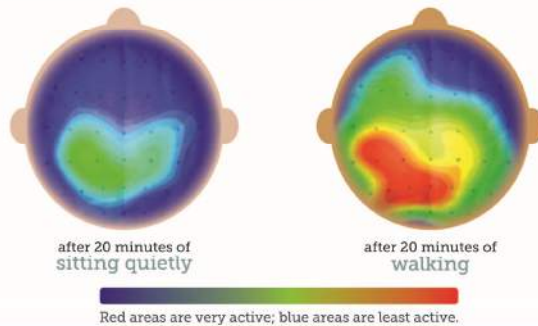 after 20 minutes of
sitting quietly
after 20 minutes of
walking
Red areas are very active; blue areas are least active.